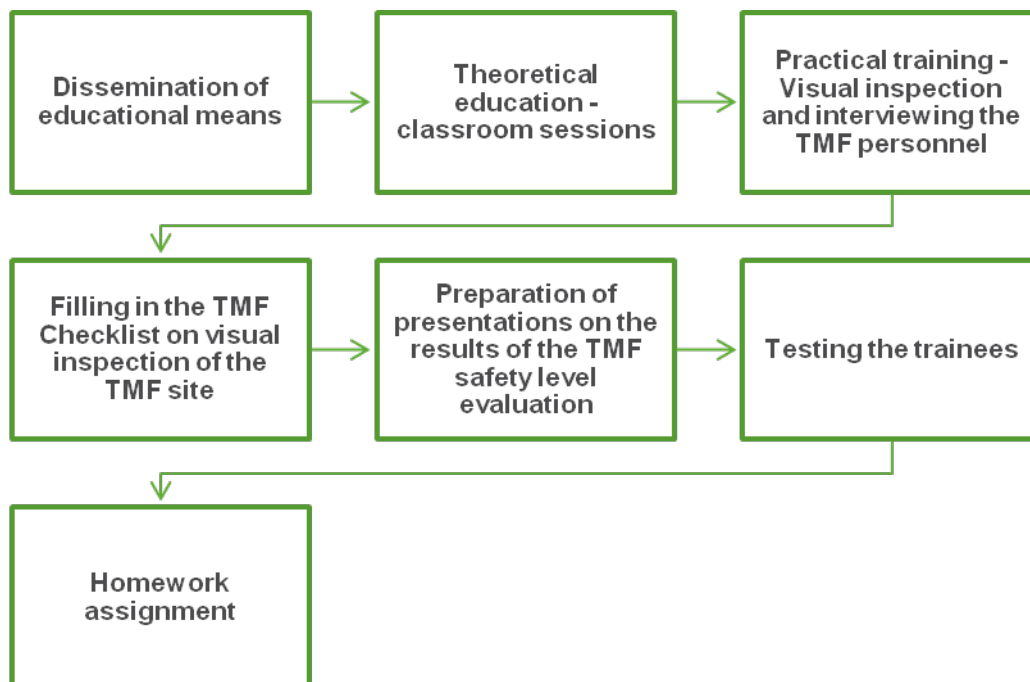 Dissemination of
educational means
Theoretical
education -
classroom sessions
Practical training -
Visual inspection
and interviewing the
TMF personnel
Filling in the TMF
Checklist on visual
inspection of the
TMF site
Preparation of
presentations on the
results of the TMF
safety level
evaluation
Testing the trainees
Homework
assignment